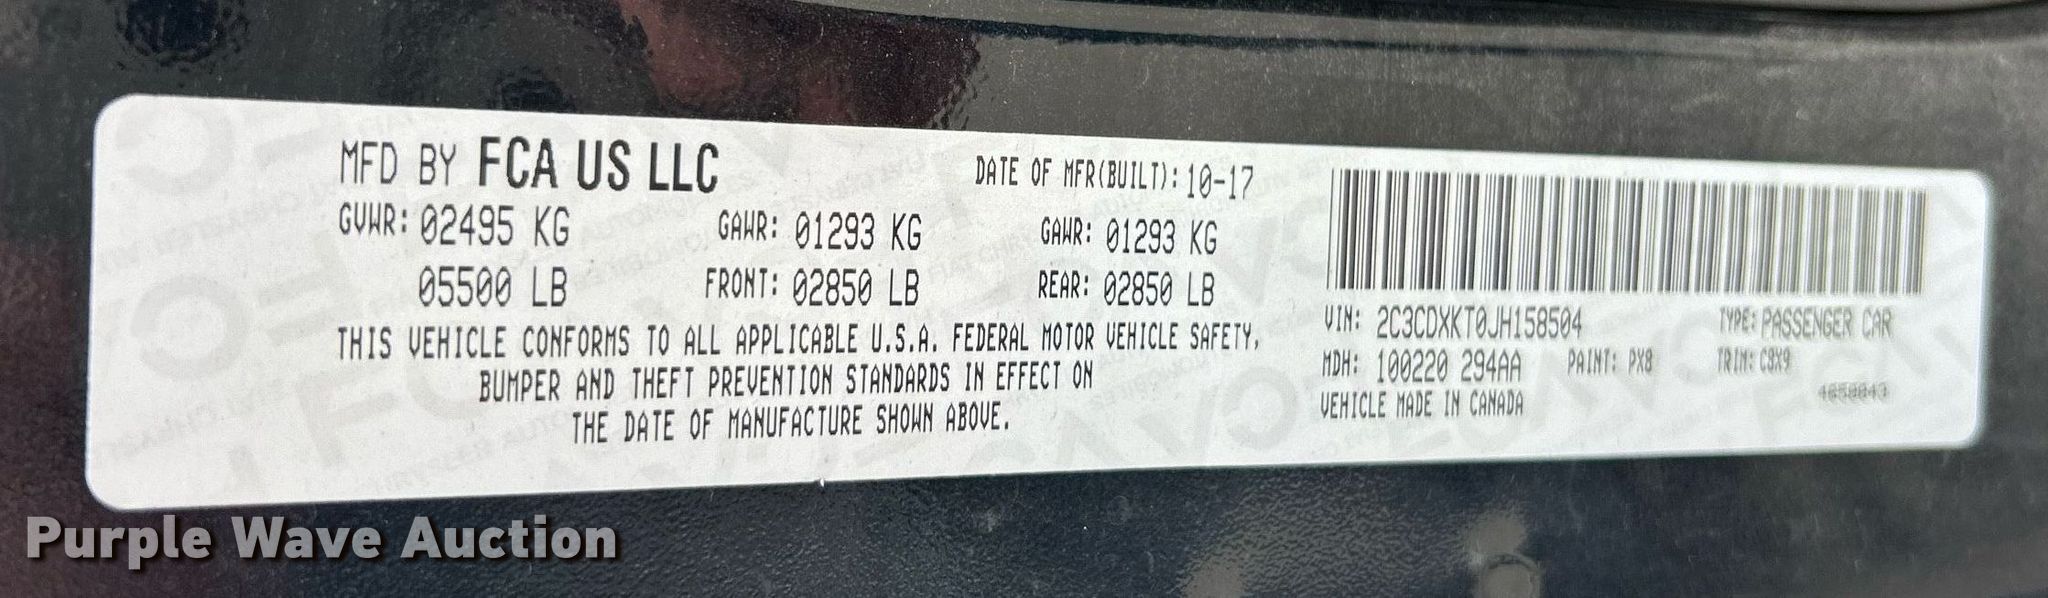 MFD BY FCA US LLC DATE OF MFR(BUILT): 10-17
GVWR: 02495 KG GAWR: 01293 KG GAWR: 01293 KG
05500 LB FRONT: 02850 LB REAR: 02850 LB
THIS VEHICLE CONFORMS TO ALL APPLICABLE U.S.A. FEDERAL MOTOR VEHICLE SAFETY,
BUMPER AND THEFT PREVENTION STANDARDS IN EFFECT ON
THE DATE OF MANUFACTURE SHOWN ABOVE.
VIN: 2C3CDXKT0JH158504 TYPE: PASSENGER CAR
MDH: 100220 294AA PAINT: PX8 TRIM: C8X9
VEHICLE MADE IN CANADA
Purple Wave Auction